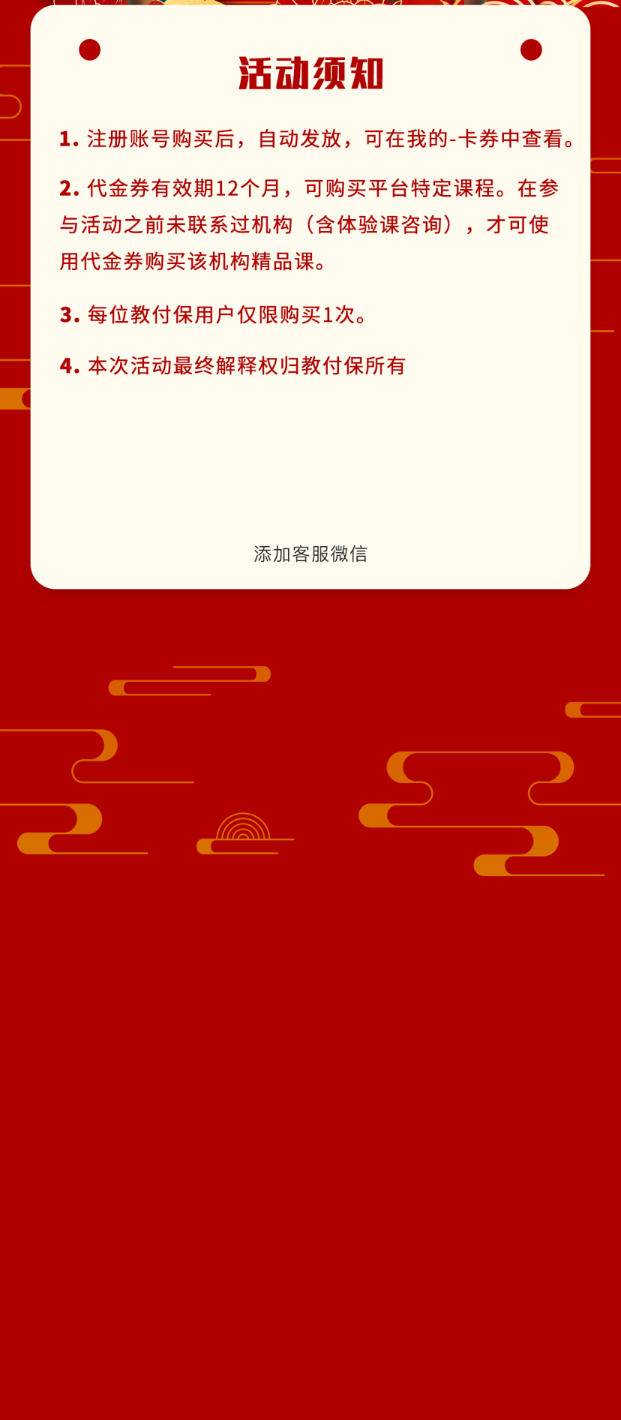 活动须知
1. 注册账号购买后，自动发放，可在我的-卡券中查看。
2. 代金券有效期12个月，可购买平台特定课程。在参
与活动之前未联系过机构（含体验课咨询），才可使
用代金券购买该机构精品课。
3. 每位教付保用户仅限购买1次。
4. 本次活动最终解释权归教付保所有
添加客服微信